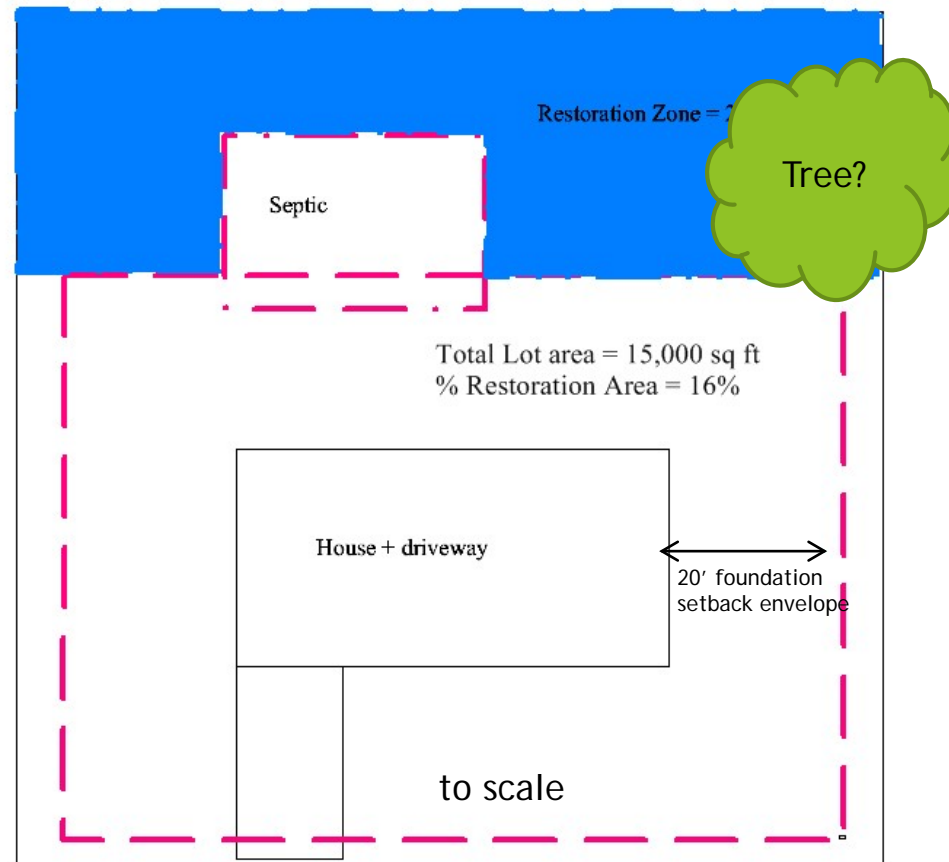 Restoration Zone = 2
Tree?
Septic
Total Lot area = 15,000 sq ft
% Restoration Area = 16%
House + driveway
20' foundation
setback envelope
to scale